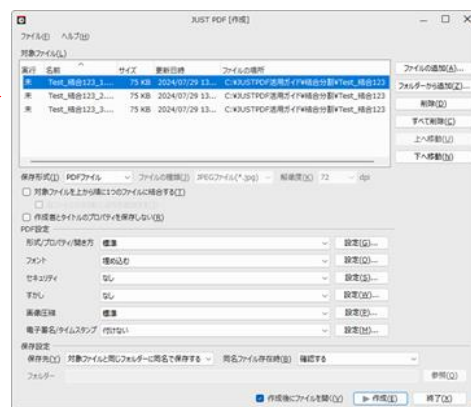 JUST PDF [作成]
ファイル(F) ヘルプ(H)
対象ファイル(L)
実行 名前 サイズ 更新日時 ファイルの場所
未 Test_結合123_1.... 75 KB 2024/07/29 13... C:¥JUSTPDF活用ガイド¥結合分割¥Test_結合123
未 Test_結合123_2.... 75 KB 2024/07/29 13... C:¥JUSTPDF活用ガイド¥結合分割¥Test_結合123
未 Test_結合123_3.... 75 KB 2024/07/29 13... C:¥JUSTPDF活用ガイド¥結合分割¥Test_結合123
ファイルの追加(A)...
フォルダーから追加(Z)...
削除(D)
すべて削除(C)
上へ移動(U)
下へ移動(B)
保存形式(I) PDFファイル ファイルの種類(J) JPEGファイル(*.jpg) 解像度(K) 72 dpi
対象ファイルを上から順に1つのファイルに結合する(T)
作成者とタイトルのプロパティを保存しない(R)
PDF設定
形式/プロパティ/開き方 標準 設定(G)...
フォント 埋め込む 設定(Q)...
セキュリティ なし 設定(S)...
すかし なし 設定(W)...
画像圧縮 標準 設定(P)...
電子署名/タイムスタンプ 付けない 設定(M)...
保存設定
保存先(Y) 対象ファイルと同じフォルダーに同名で保存する 同名ファイル存在時(B) 確認する
フォルダー 参照(O)
作成後にファイルを開く(V) 作成(E) 終了(X)